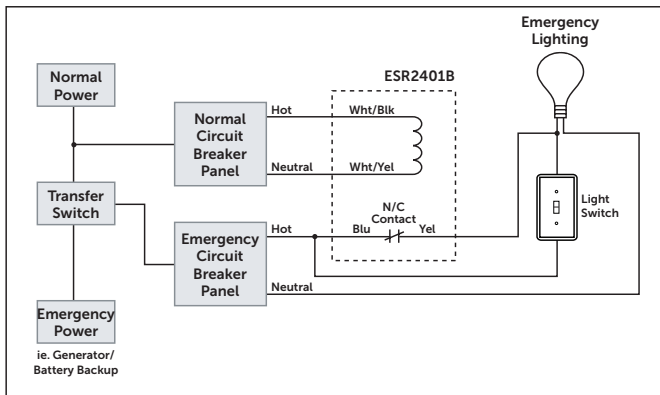 Emergency
Lighting
ESR2401B
Normal
Power
Normal
Circuit
Breaker
Panel
Hot
Wht/Blk
Neutral
Wht/Yel
Transfer
Switch
Emergency
Circuit
Breaker
Panel
Hot
Blu
N/C
Contact
Yel
Neutral
Light
Switch
Emergency
Power
ie. Generator/
Battery Backup